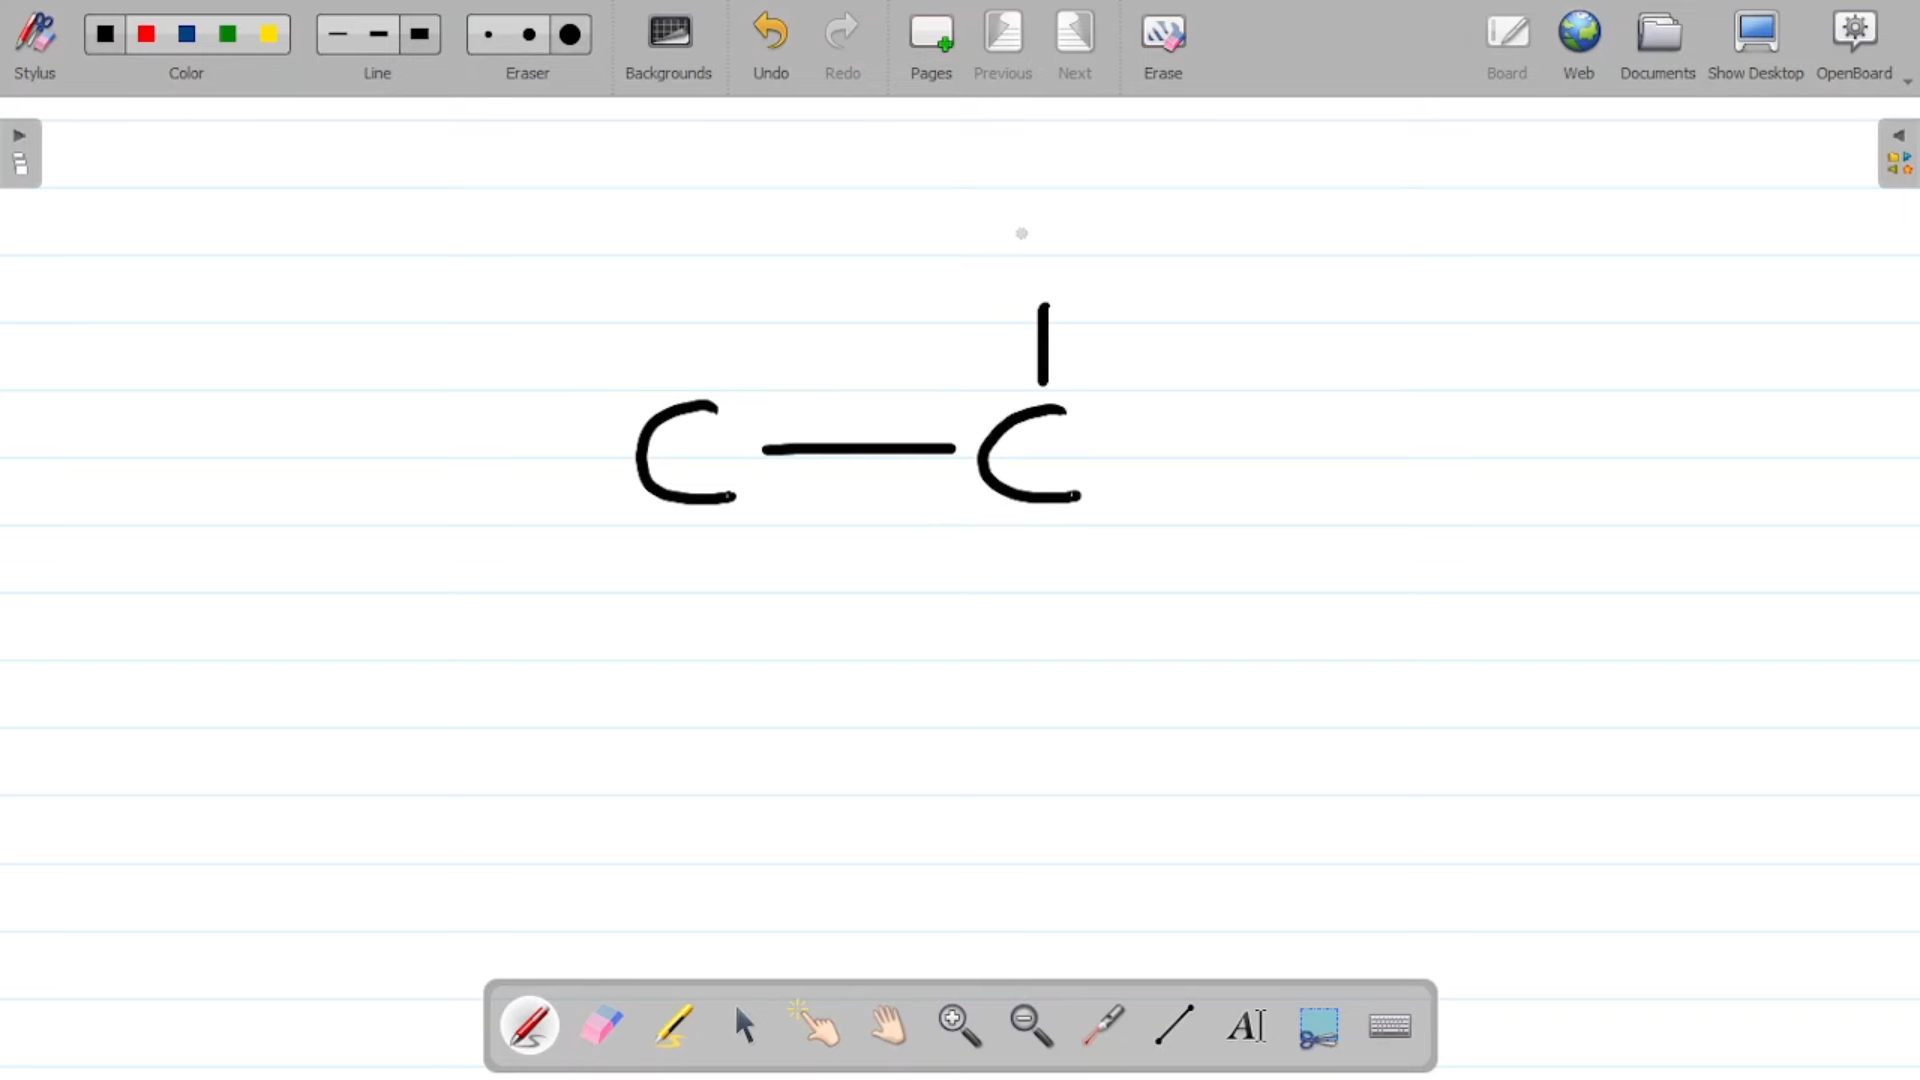 Stylus Color Line Eraser Backgrounds Undo Redo Pages Previous Next Erase Board Web Documents Show Desktop OpenBoard
C — C
A